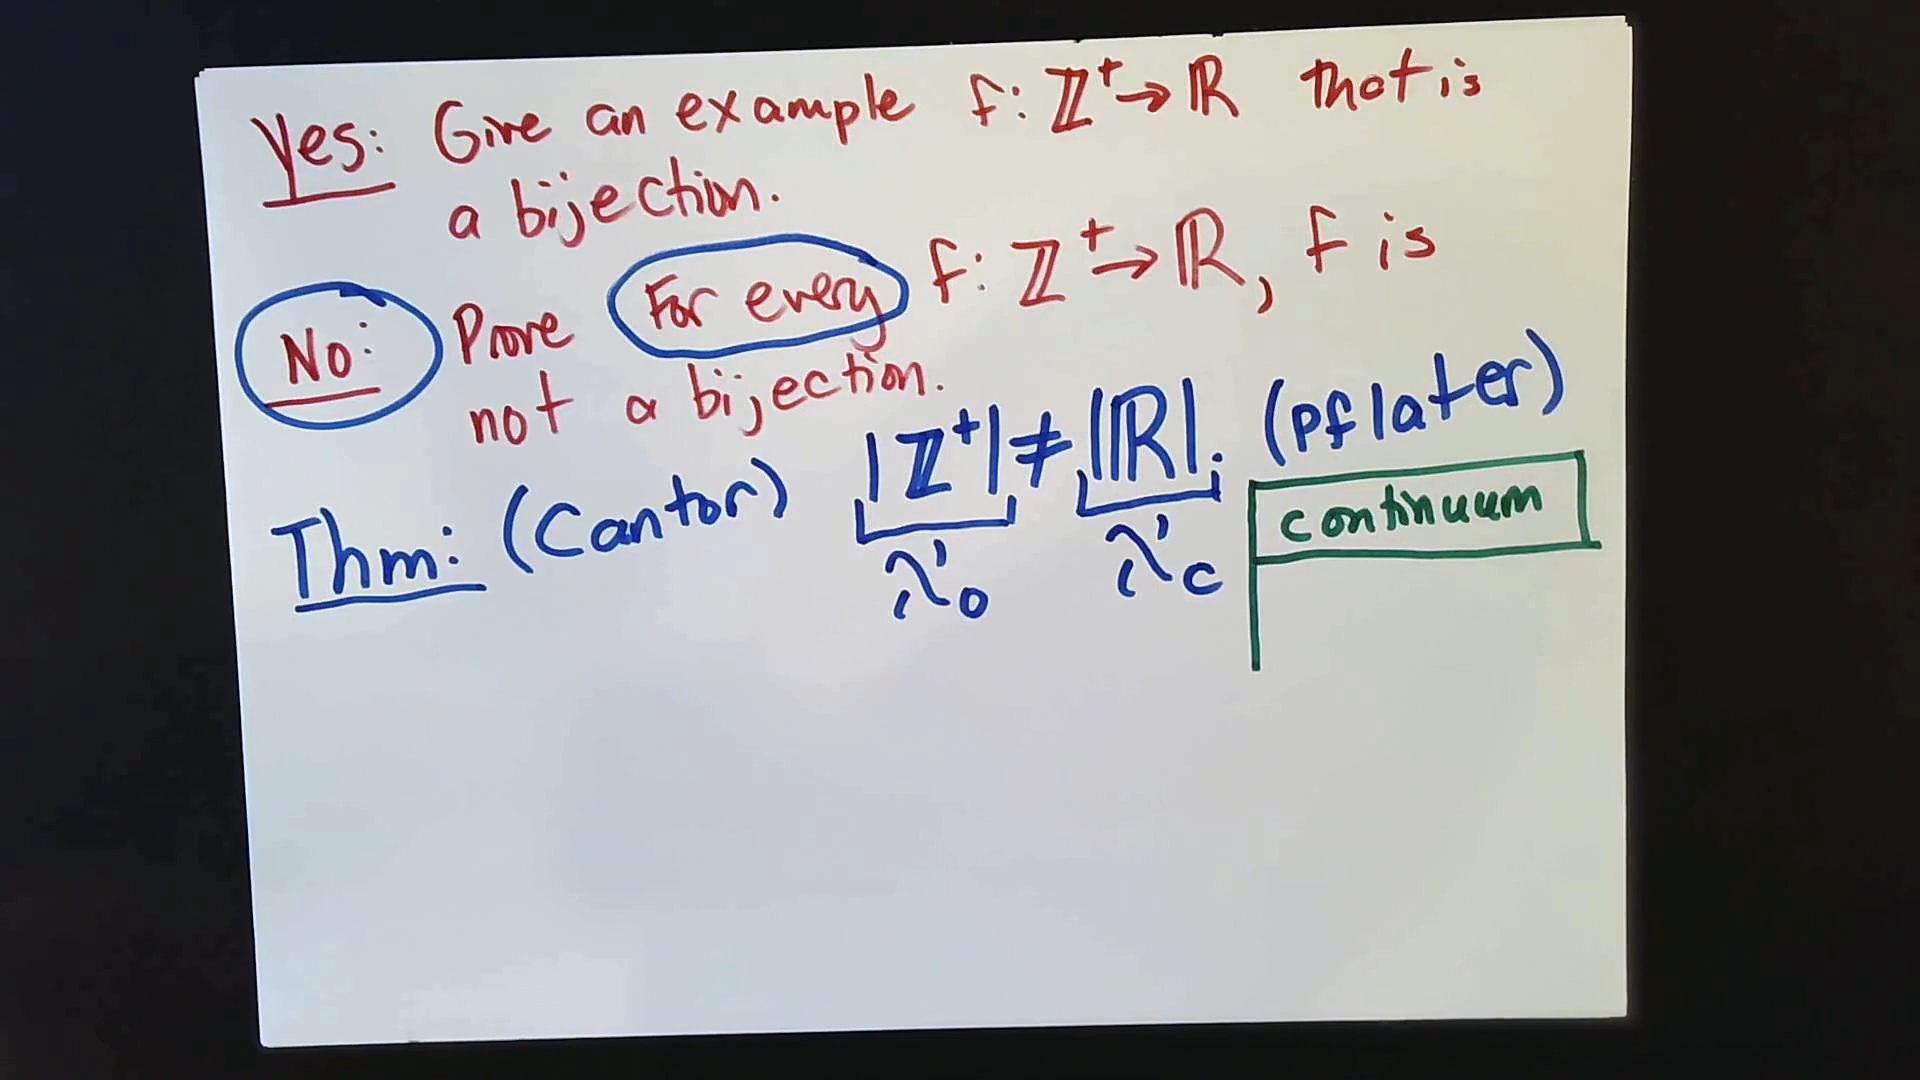 Yes: Give an example f: ℤ⁺→ℝ that is
a bijection.
No: Prove For every f: ℤ⁺→ℝ, f is
not a bijection.
Thm: (Cantor) |ℤ⁺| ≠ |ℝ|. (pf later)
ℵ₀ ℵ_c
continuum